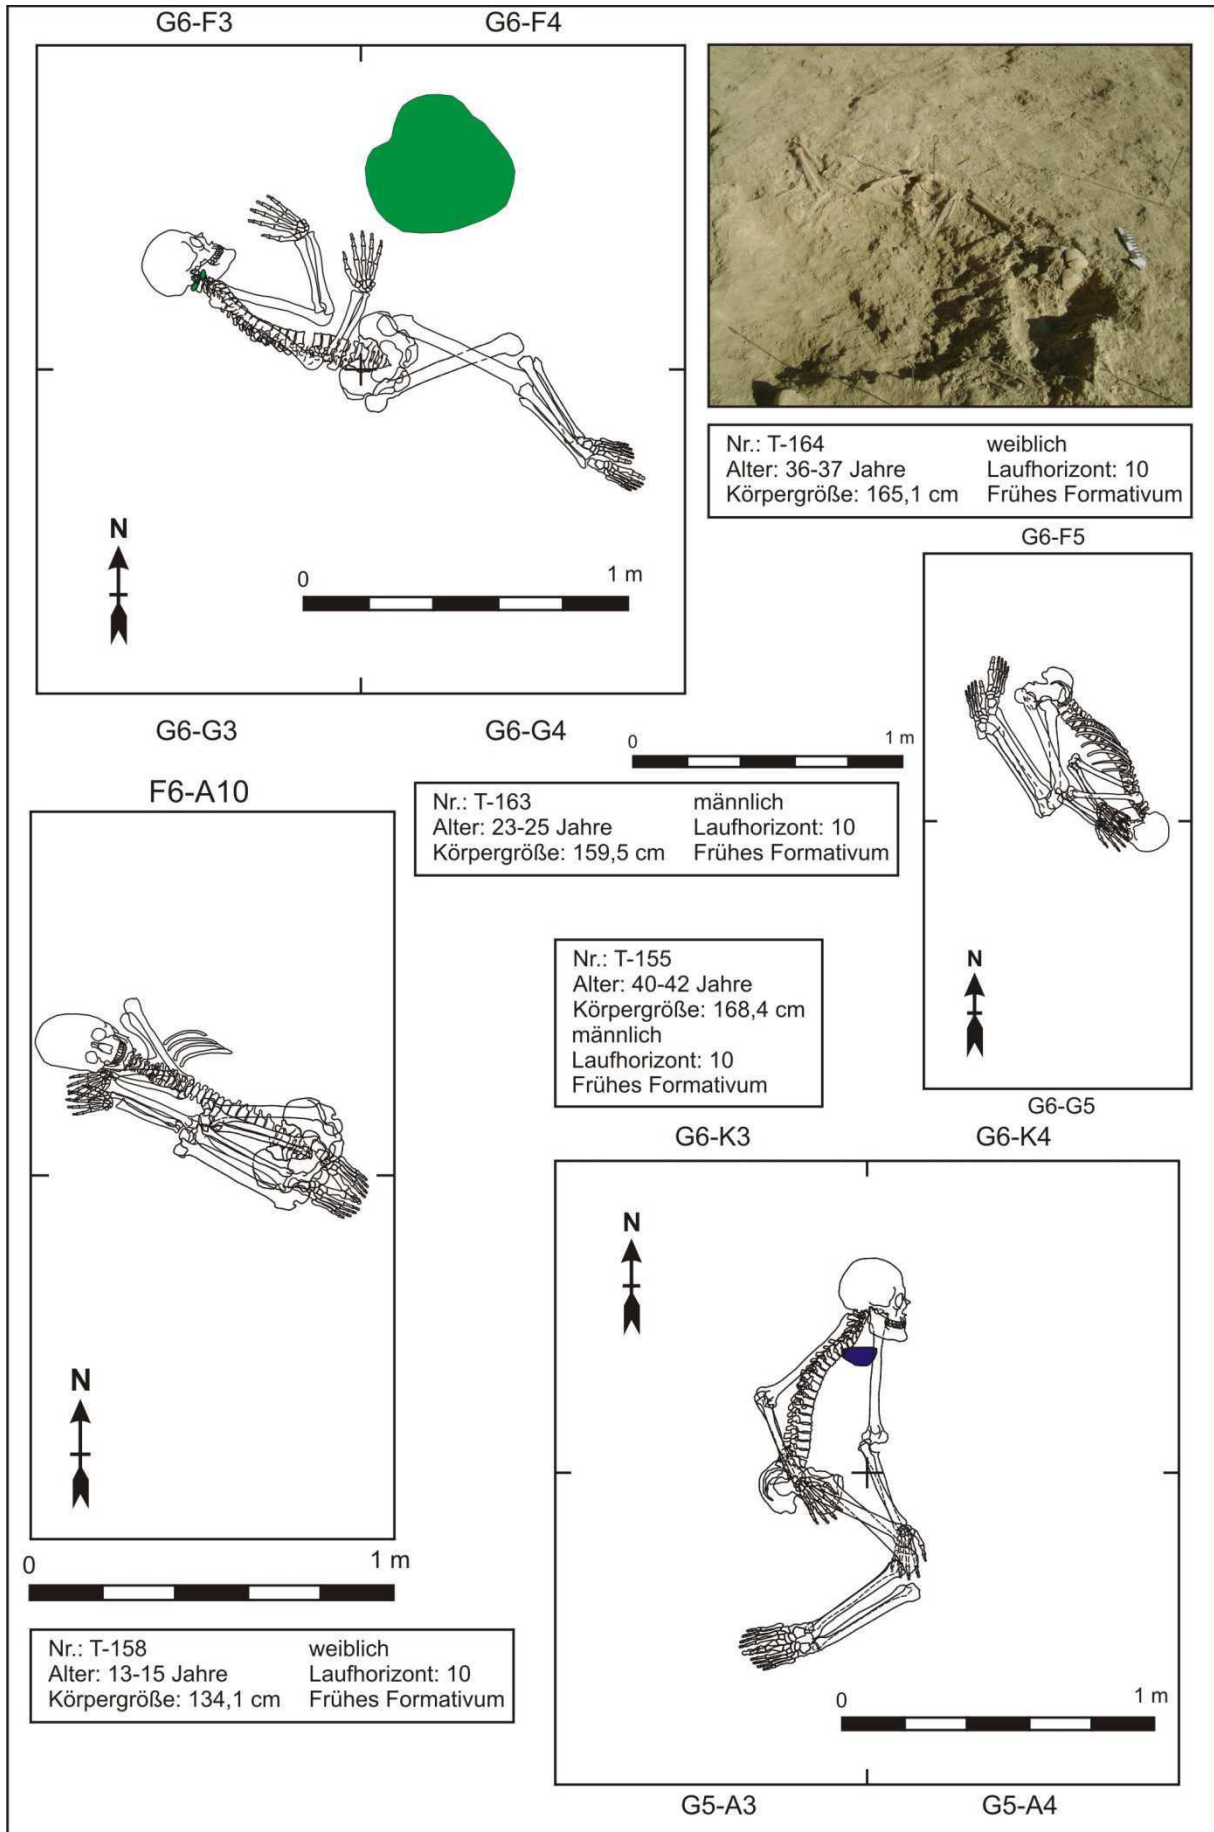 G6-F3 G6-F4
N
0 1 m
G6-G3 G6-G4
Nr.: T-164 weiblich
Alter: 36-37 Jahre Laufhorizont: 10
Körpergröße: 165,1 cm Frühes Formativum
G6-F5
N
G6-G5
0 1 m
Nr.: T-163 männlich
Alter: 23-25 Jahre Laufhorizont: 10
Körpergröße: 159,5 cm Frühes Formativum
F6-A10
N
0 1 m
Nr.: T-158 weiblich
Alter: 13-15 Jahre Laufhorizont: 10
Körpergröße: 134,1 cm Frühes Formativum
Nr.: T-155
Alter: 40-42 Jahre
Körpergröße: 168,4 cm
männlich
Laufhorizont: 10
Frühes Formativum
G6-K3 G6-K4
N
0 1 m
G5-A3 G5-A4